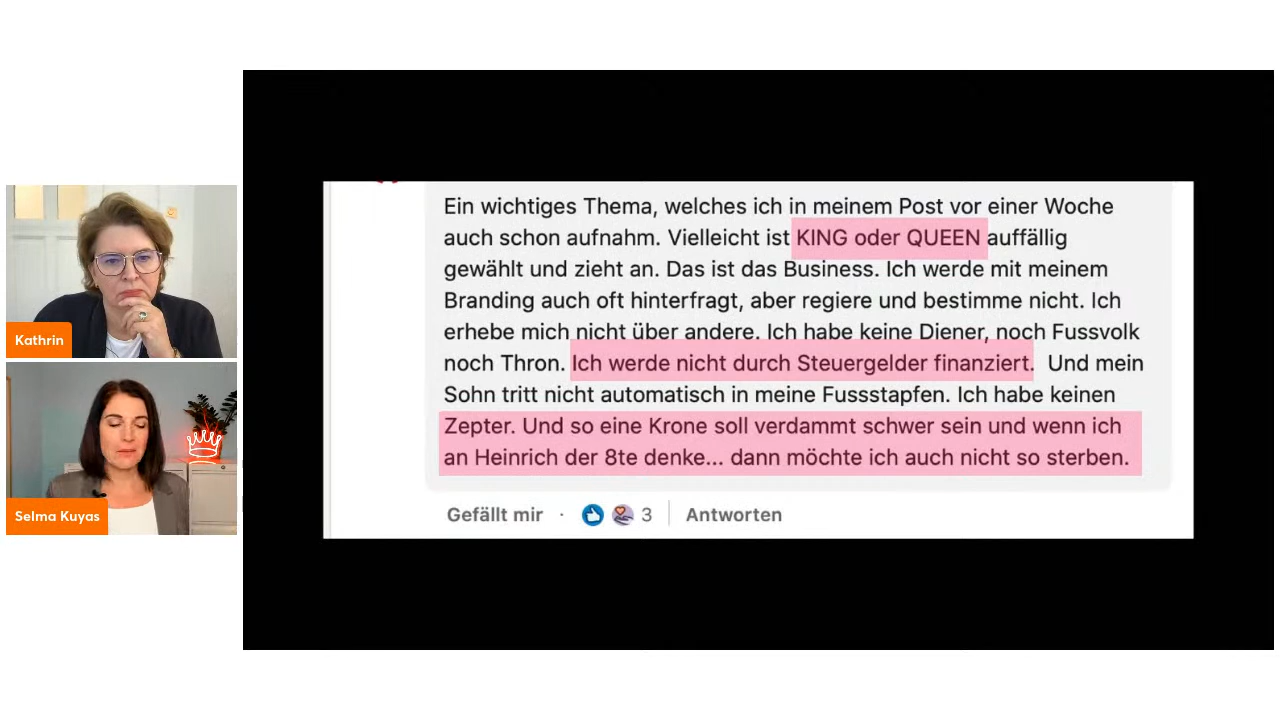 Kathrin
Selma Kuyas
Ein wichtiges Thema, welches ich in meinem Post vor einer Woche
auch schon aufnahm. Vielleicht ist KING oder QUEEN auffällig
gewählt und zieht an. Das ist das Business. Ich werde mit meinem
Branding auch oft hinterfragt, aber regiere und bestimme nicht. Ich
erhebe mich nicht über andere. Ich habe keine Diener, noch Fussvolk
noch Thron. Ich werde nicht durch Steuergelder finanziert. Und mein
Sohn tritt nicht automatisch in meine Fussstapfen. Ich habe keinen
Zepter. Und so eine Krone soll verdammt schwer sein und wenn ich
an Heinrich der 8te denke... dann möchte ich auch nicht so sterben.
Gefällt mir · 3 Antworten